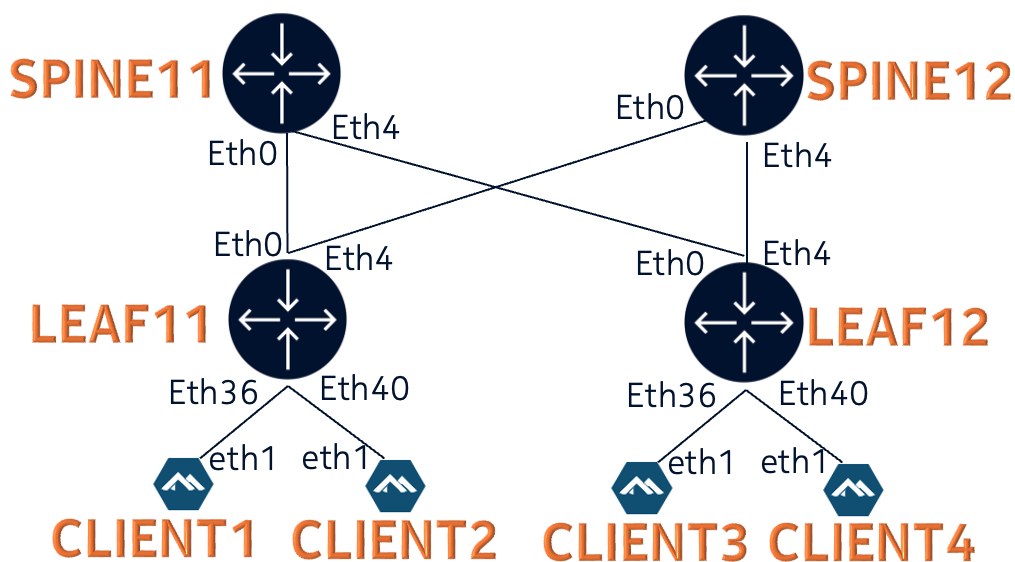 SPINE11
SPINE12
Eth4
Eth0
Eth0
Eth4
Eth0
Eth4
Eth0
Eth4
LEAF11
LEAF12
Eth36
Eth40
Eth36
Eth40
eth1
eth1
eth1
eth1
CLIENT1
CLIENT2
CLIENT3
CLIENT4